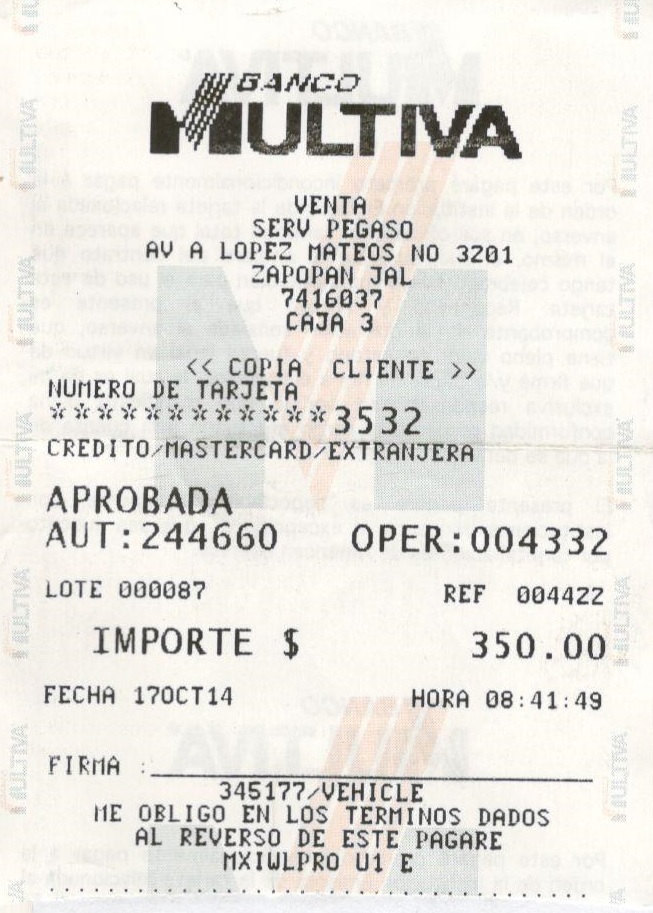 BANCO
MULTIVA
VENTA
SERV PEGASO
AV A LOPEZ MATEOS NO 3201
ZAPOPAN JAL
7416037
CAJA 3
<< COPIA CLIENTE >>
NUMERO DE TARJETA
************3532
CREDITO/MASTERCARD/EXTRANJERA
APROBADA
AUT:244660 OPER:004332
LOTE 000087 REF 004422
IMPORTE $ 350.00
FECHA 17OCT14 HORA 08:41:49
FIRMA :
345177/VEHICLE
ME OBLIGO EN LOS TERMINOS DADOS
AL REVERSO DE ESTE PAGARE
MXIWLPRO U1 E